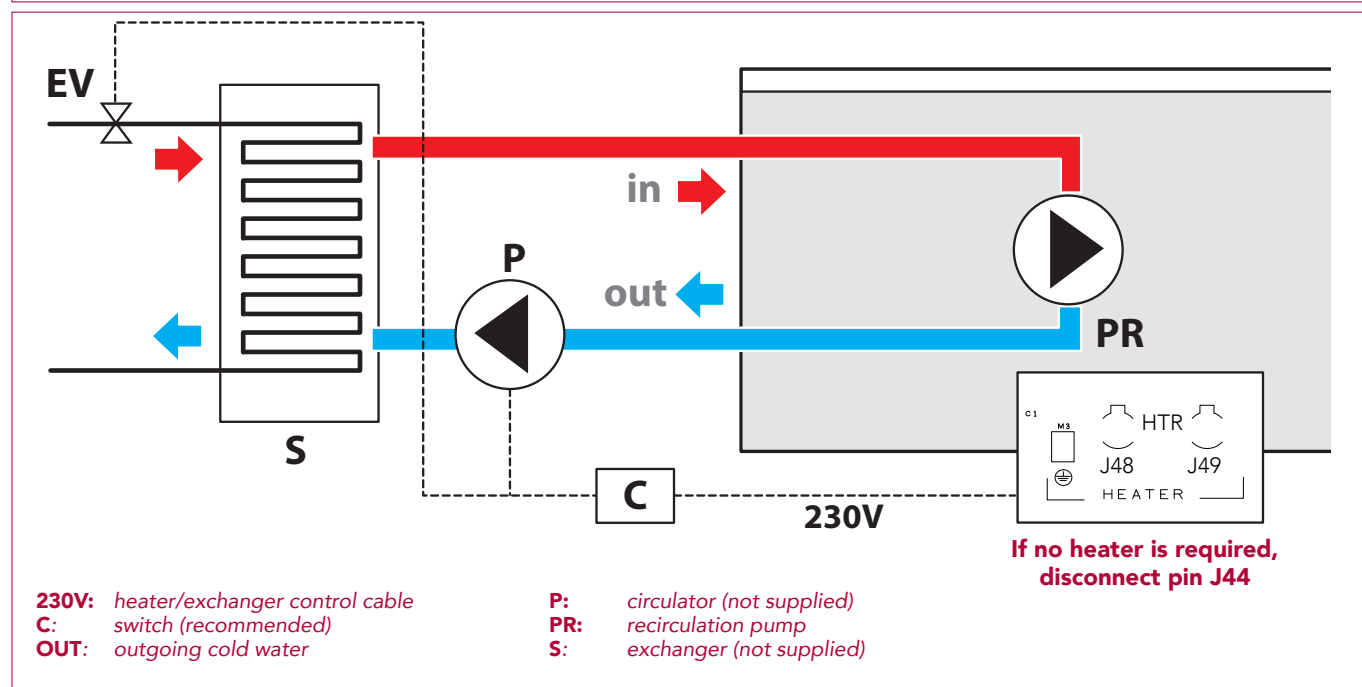 EV
in
P
out
PR
S
C1
M3
HTR
J48 J49
HEATER
C
230V
If no heater is required,
disconnect pin J44
230V: heater/exchanger control cable
C: switch (recommended)
OUT: outgoing cold water
P: circulator (not supplied)
PR: recirculation pump
S: exchanger (not supplied)